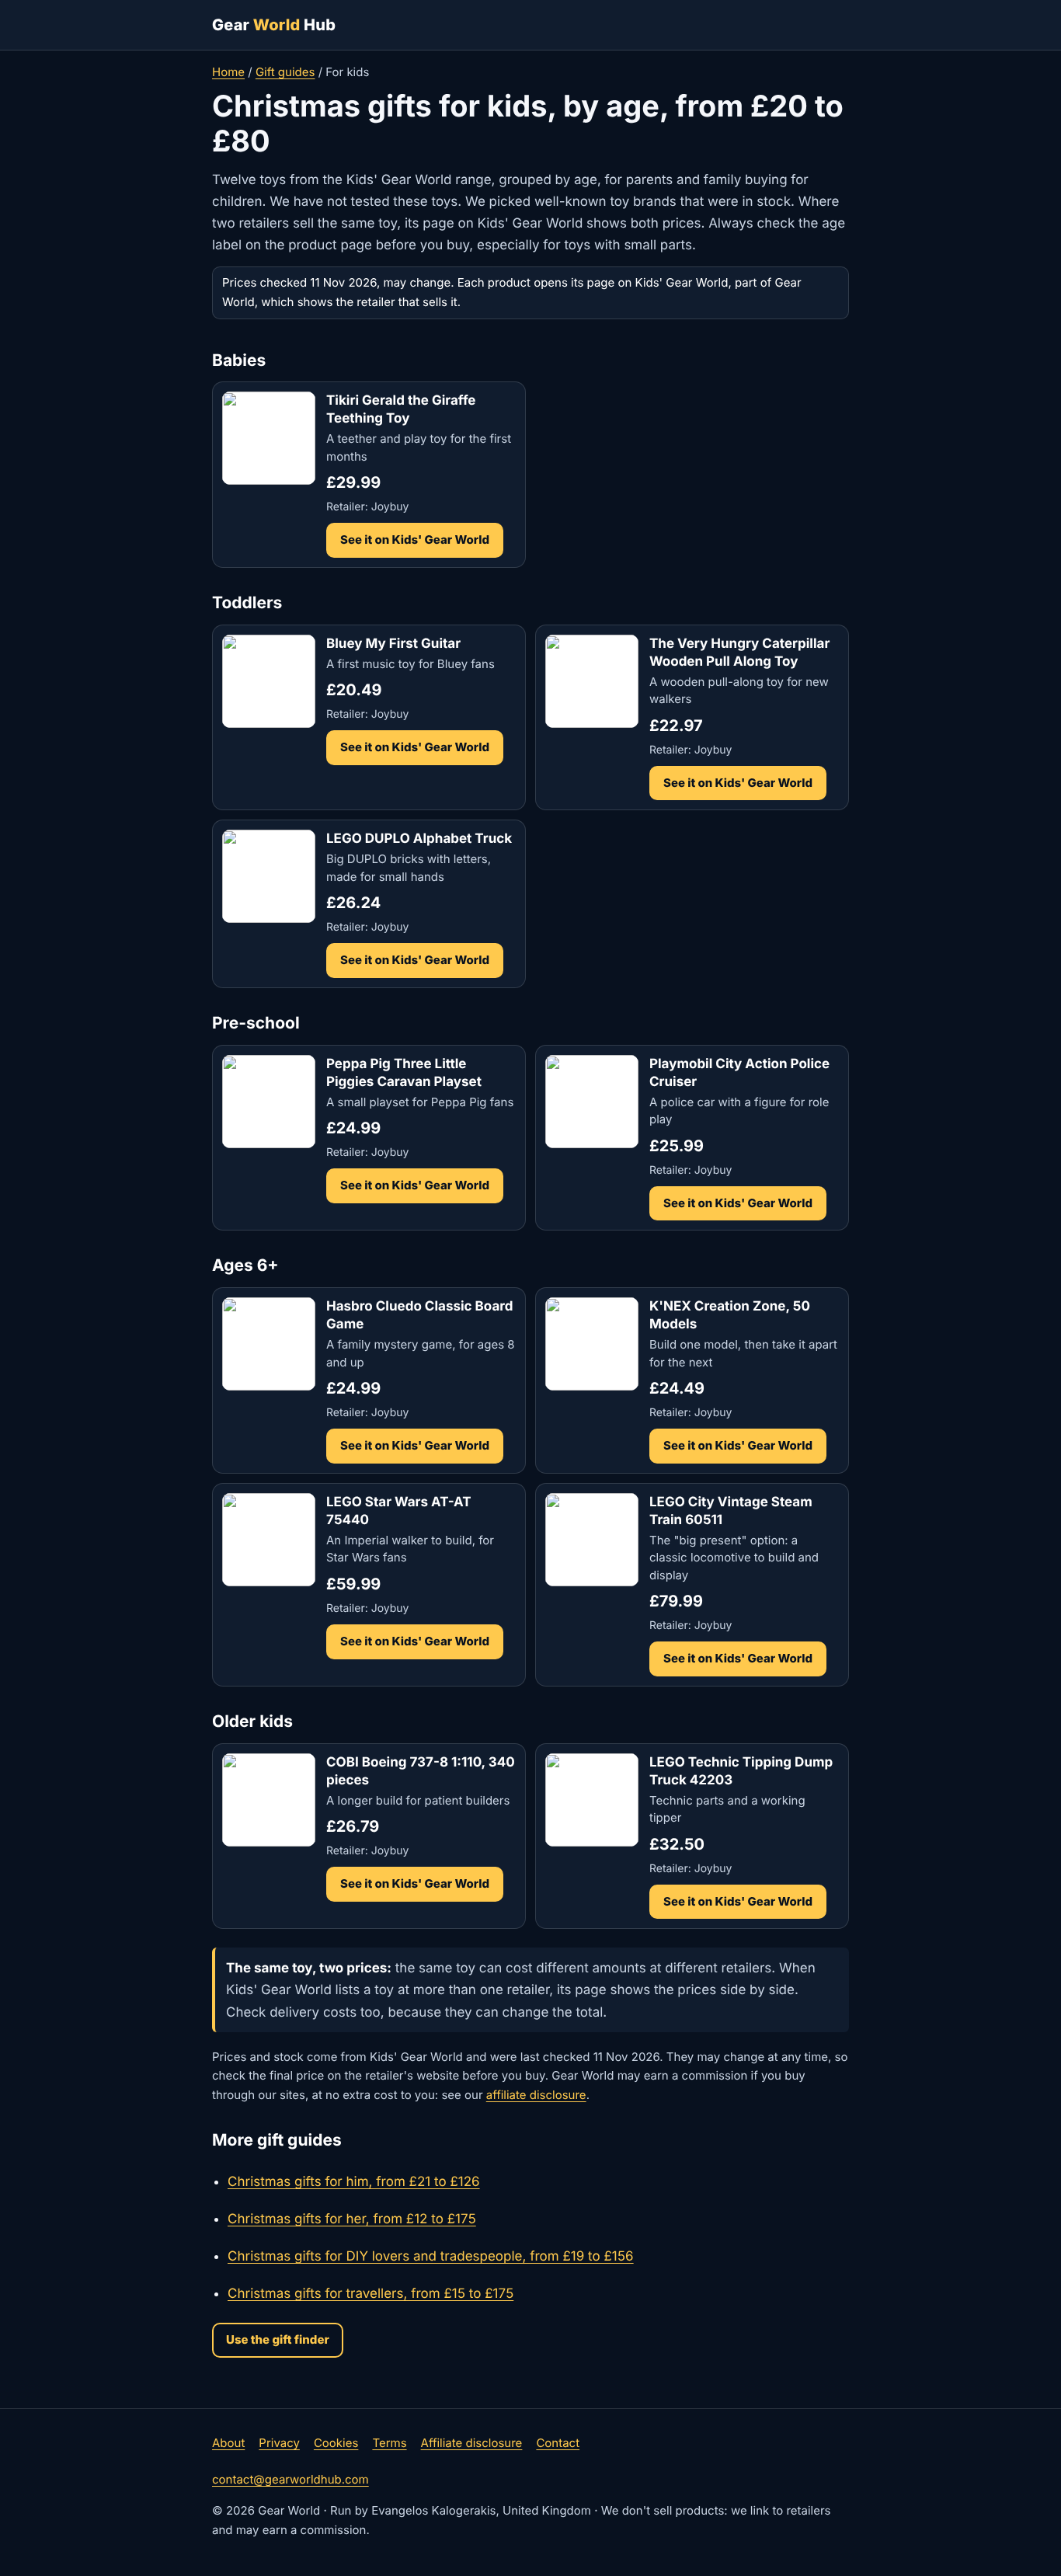 Gear World Hub
Home / Gift guides / For kids
Christmas gifts for kids, by age, from £20 to
£80
Twelve toys from the Kids' Gear World range, grouped by age, for parents and family buying for
children. We have not tested these toys. We picked well-known toy brands that were in stock. Where
two retailers sell the same toy, its page on Kids' Gear World shows both prices. Always check the age
label on the product page before you buy, especially for toys with small parts.
Prices checked 11 Nov 2026, may change. Each product opens its page on Kids' Gear World, part of Gear
World, which shows the retailer that sells it.
Babies
Tikiri Gerald the Giraffe
Teething Toy
A teether and play toy for the first
months
£29.99
Retailer: Joybuy
See it on Kids' Gear World
Toddlers
Bluey My First Guitar
A first music toy for Bluey fans
£20.49
Retailer: Joybuy
See it on Kids' Gear World
The Very Hungry Caterpillar
Wooden Pull Along Toy
A wooden pull-along toy for new
walkers
£22.97
Retailer: Joybuy
See it on Kids' Gear World
LEGO DUPLO Alphabet Truck
Big DUPLO bricks with letters,
made for small hands
£26.24
Retailer: Joybuy
See it on Kids' Gear World
Pre-school
Peppa Pig Three Little
Piggies Caravan Playset
A small playset for Peppa Pig fans
£24.99
Retailer: Joybuy
See it on Kids' Gear World
Playmobil City Action Police
Cruiser
A police car with a figure for role
play
£25.99
Retailer: Joybuy
See it on Kids' Gear World
Ages 6+
Hasbro Cluedo Classic Board
Game
A family mystery game, for ages 8
and up
£24.99
Retailer: Joybuy
See it on Kids' Gear World
K'NEX Creation Zone, 50
Models
Build one model, then take it apart
for the next
£24.49
Retailer: Joybuy
See it on Kids' Gear World
LEGO Star Wars AT-AT
75440
An Imperial walker to build, for
Star Wars fans
£59.99
Retailer: Joybuy
See it on Kids' Gear World
LEGO City Vintage Steam
Train 60511
The "big present" option: a
classic locomotive to build and
display
£79.99
Retailer: Joybuy
See it on Kids' Gear World
Older kids
COBI Boeing 737-8 1:110, 340
pieces
A longer build for patient builders
£26.79
Retailer: Joybuy
See it on Kids' Gear World
LEGO Technic Tipping Dump
Truck 42203
Technic parts and a working
tipper
£32.50
Retailer: Joybuy
See it on Kids' Gear World
The same toy, two prices: the same toy can cost different amounts at different retailers. When
Kids' Gear World lists a toy at more than one retailer, its page shows the prices side by side.
Check delivery costs too, because they can change the total.
Prices and stock come from Kids' Gear World and were last checked 11 Nov 2026. They may change at any time, so
check the final price on the retailer's website before you buy. Gear World may earn a commission if you buy
through our sites, at no extra cost to you: see our affiliate disclosure.
More gift guides
• Christmas gifts for him, from £21 to £126
• Christmas gifts for her, from £12 to £175
• Christmas gifts for DIY lovers and tradespeople, from £19 to £156
• Christmas gifts for travellers, from £15 to £175
Use the gift finder
About Privacy Cookies Terms Affiliate disclosure Contact
contact@gearworldhub.com
© 2026 Gear World · Run by Evangelos Kalogerakis, United Kingdom · We don't sell products: we link to retailers
and may earn a commission.